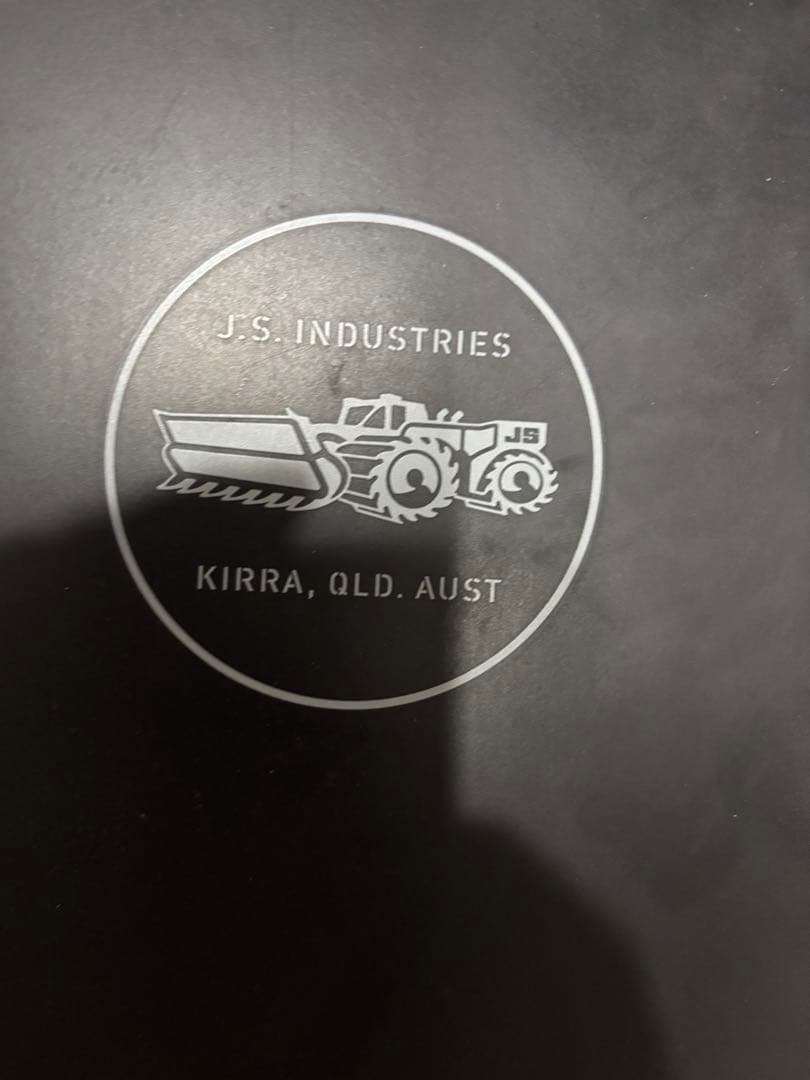 J.S. INDUSTRIES
JS
KIRRA, QLD. AUST